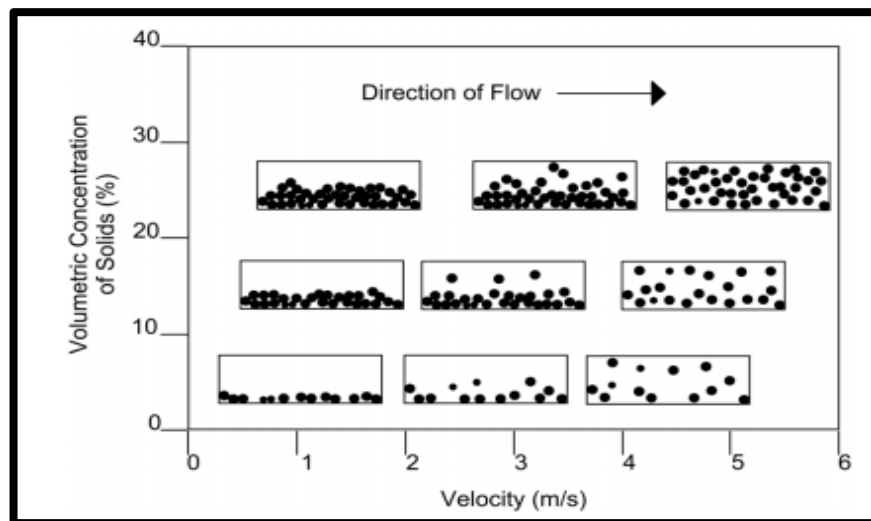 40
Direction of Flow
30
Volumetric Concentration
of Solids (%)
20
10
0
0 1 2 3 4 5 6
Velocity (m/s)